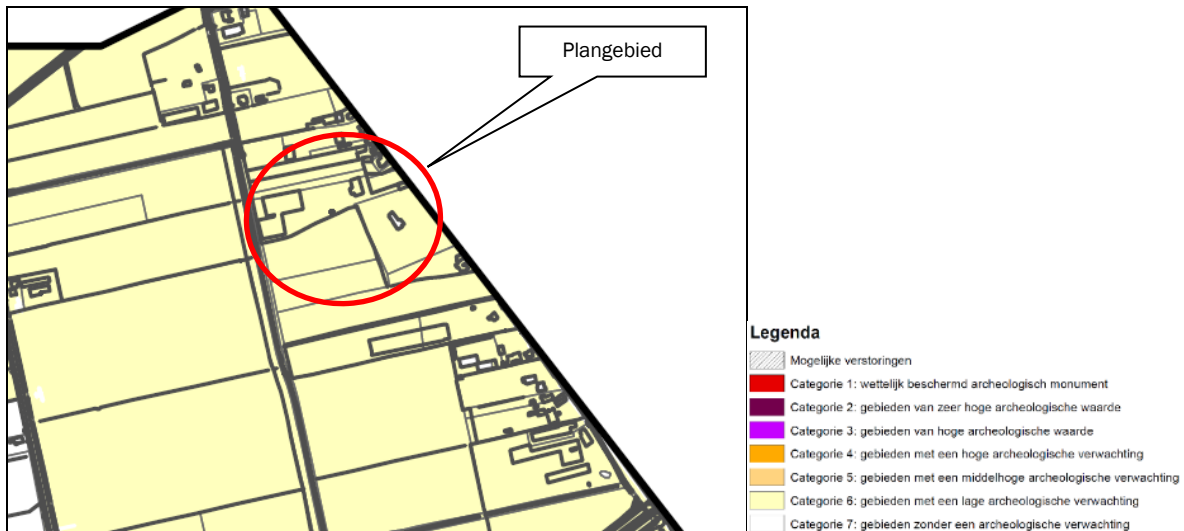 Plangebied
Legenda
Mogelijke verstoringen
Categorie 1: wettelijk beschermd archeologisch monument
Categorie 2: gebieden van zeer hoge archeologische waarde
Categorie 3: gebieden van hoge archeologische waarde
Categorie 4: gebieden met een hoge archeologische verwachting
Categorie 5: gebieden met een middelhoge archeologische verwachting
Categorie 6: gebieden met een lage archeologische verwachting
Categorie 7: gebieden zonder een archeologische verwachting